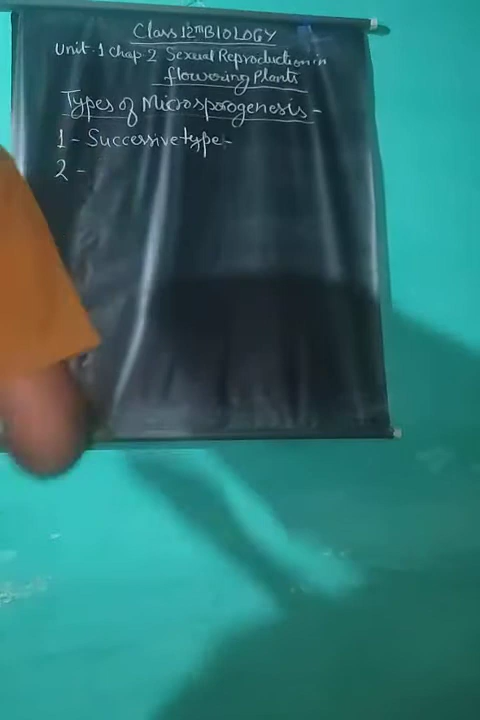 Class 12th BIOLOGY
Unit-1 chap-2 Sexual Reproduction in
flowering Plants
Types of Microsporogenesis-
1- Successive type-
2-